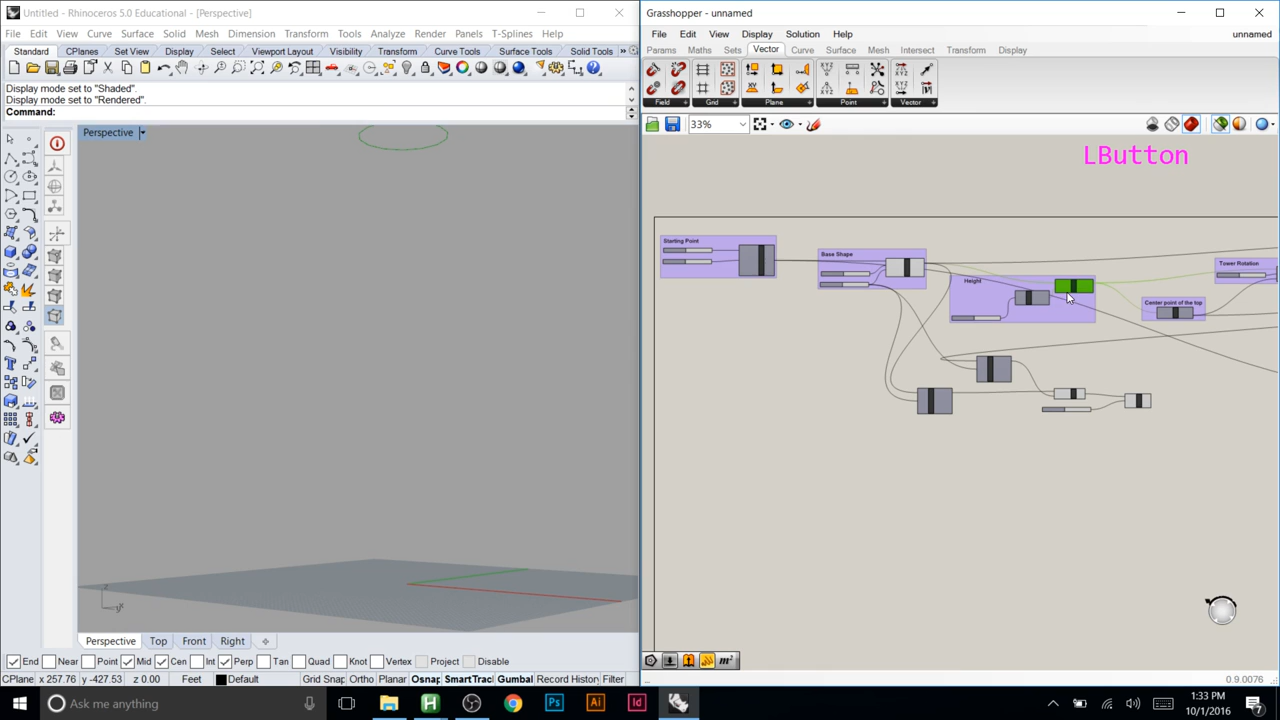 Untitled - Rhinoceros 5.0 Educational - [Perspective]
File Edit View Curve Surface Solid Mesh Dimension Transform Tools Analyze Render Panels T-Splines Help
Standard CPlanes Set View Display Select Viewport Layout Visibility Transform Curve Tools Surface Tools Solid Tools »
Display mode set to "Shaded".
Display mode set to "Rendered".
Command:
Perspective
z
Perspective Top Front Right
End Near Point Mid Cen Int Perp Tan Quad Knot Vertex Project Disable
CPlane x 257.76 y -427.53 z 0.00 Feet Default Grid Snap Ortho Planar Osnap SmartTrac Gumbal Record History Filter
Grasshopper - unnamed
File Edit View Display Solution Help unnamed
Params Maths Sets Vector Curve Surface Mesh Intersect Transform Display
Field Grid Plane Point Vector
33%
LButton
Starting Point
Base Shape
Height
Tower Rotation
Center point of the top
m²
0.9.0076
Ask me anything
Ps Ai Id
1:33 PM
10/1/2016
7